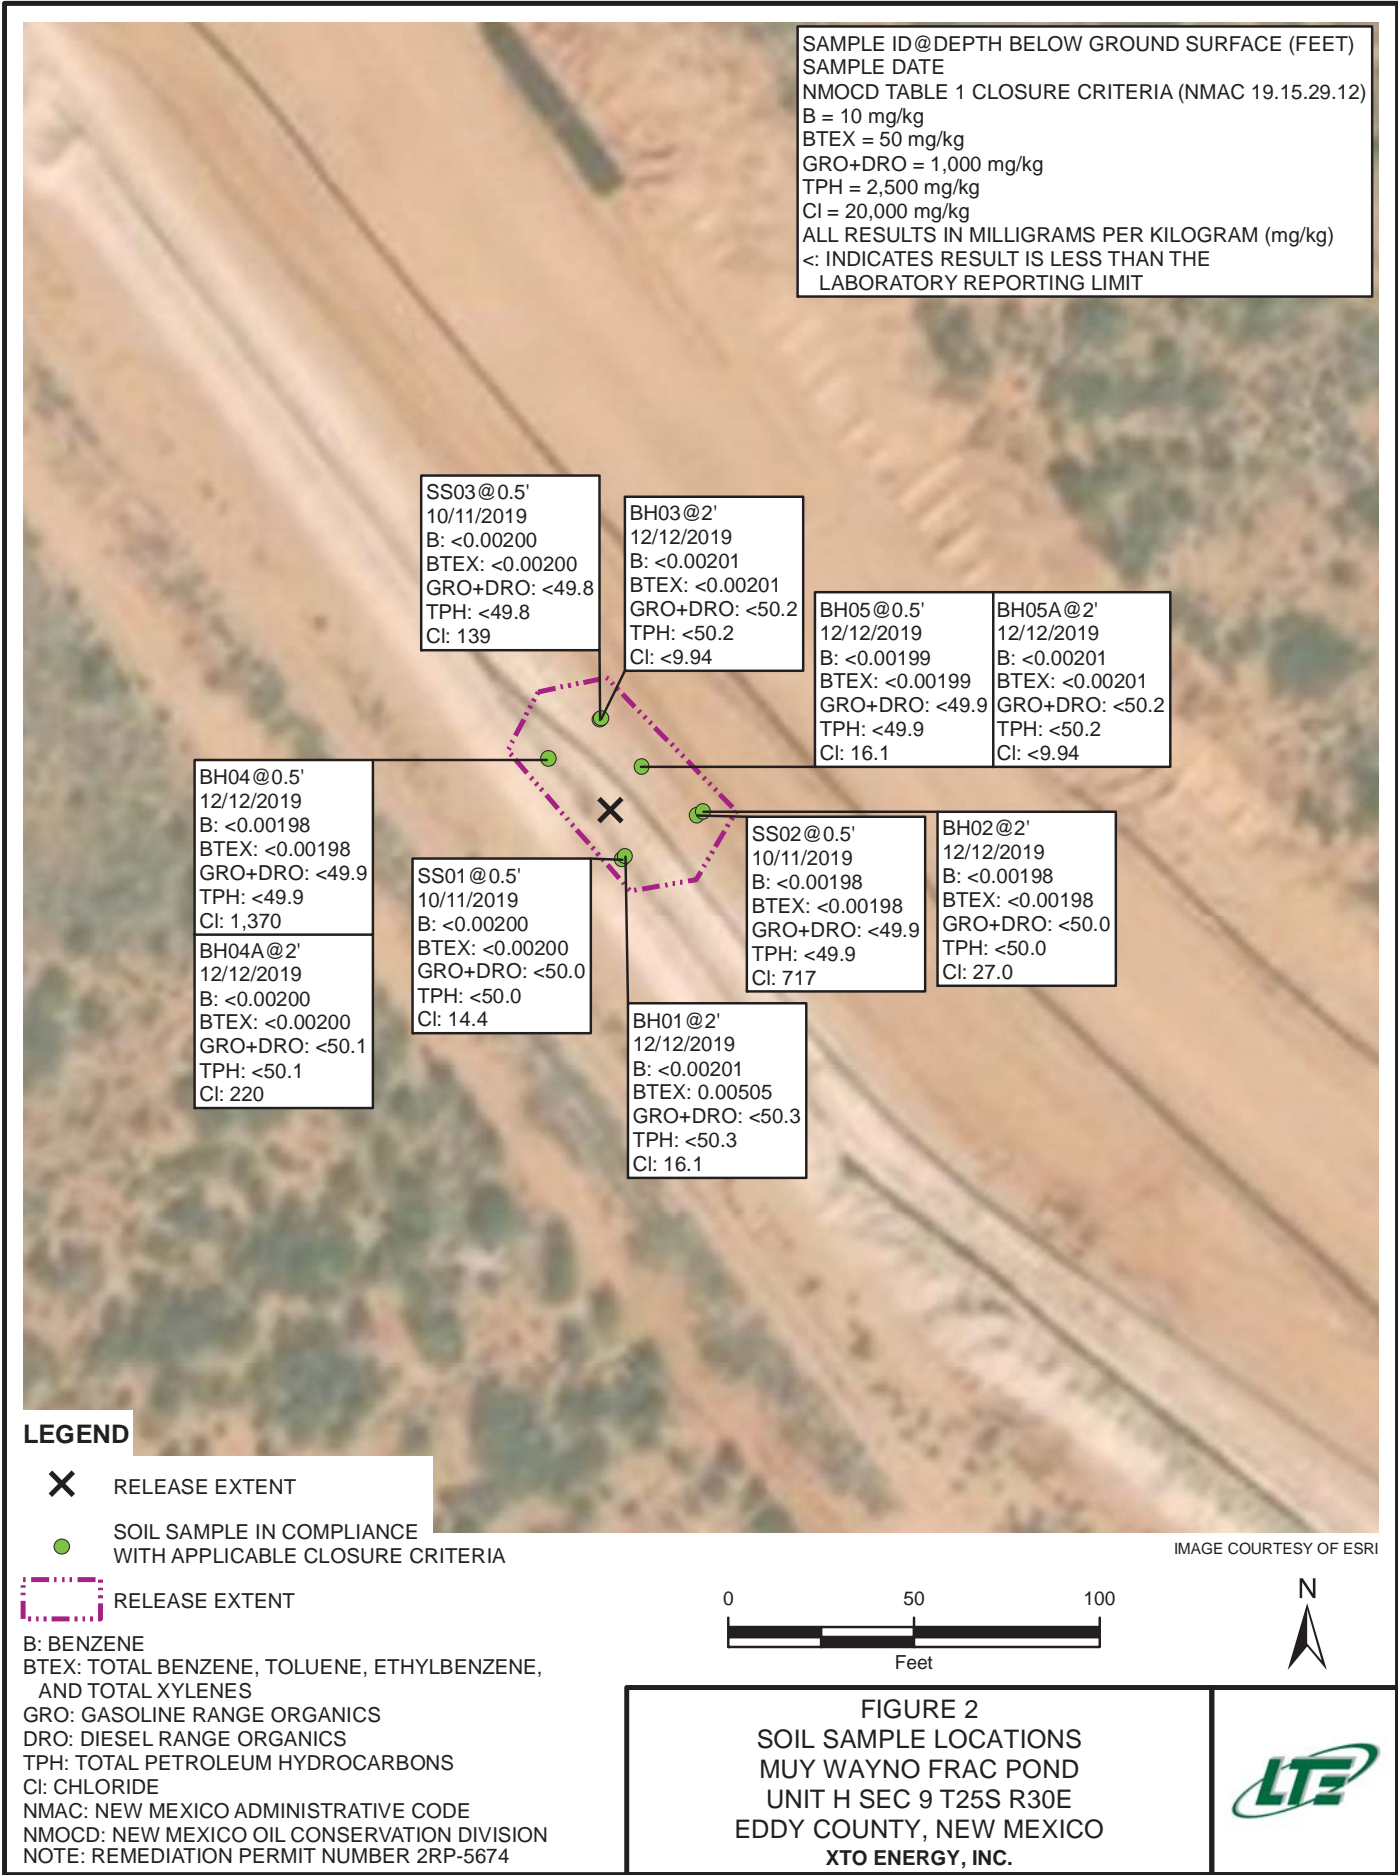 SAMPLE ID@DEPTH BELOW GROUND SURFACE (FEET)
SAMPLE DATE
NMOCD TABLE 1 CLOSURE CRITERIA (NMAC 19.15.29.12)
B = 10 mg/kg
BTEX = 50 mg/kg
GRO+DRO = 1,000 mg/kg
TPH = 2,500 mg/kg
Cl = 20,000 mg/kg
ALL RESULTS IN MILLIGRAMS PER KILOGRAM (mg/kg)
<: INDICATES RESULT IS LESS THAN THE
LABORATORY REPORTING LIMIT
SS03@0.5'
10/11/2019
B: <0.00200
BTEX: <0.00200
GRO+DRO: <49.8
TPH: <49.8
Cl: 139
BH03@2'
12/12/2019
B: <0.00201
BTEX: <0.00201
GRO+DRO: <50.2
TPH: <50.2
Cl: <9.94
BH05@0.5'
12/12/2019
B: <0.00199
BTEX: <0.00199
GRO+DRO: <49.9
TPH: <49.9
Cl: 16.1
BH05A@2'
12/12/2019
B: <0.00201
BTEX: <0.00201
GRO+DRO: <50.2
TPH: <50.2
Cl: <9.94
BH04@0.5'
12/12/2019
B: <0.00198
BTEX: <0.00198
GRO+DRO: <49.9
TPH: <49.9
Cl: 1,370
BH04A@2'
12/12/2019
B: <0.00200
BTEX: <0.00200
GRO+DRO: <50.1
TPH: <50.1
Cl: 220
SS01@0.5'
10/11/2019
B: <0.00200
BTEX: <0.00200
GRO+DRO: <50.0
TPH: <50.0
Cl: 14.4
SS02@0.5'
10/11/2019
B: <0.00198
BTEX: <0.00198
GRO+DRO: <49.9
TPH: <49.9
Cl: 717
BH02@2'
12/12/2019
B: <0.00198
BTEX: <0.00198
GRO+DRO: <50.0
TPH: <50.0
Cl: 27.0
BH01@2'
12/12/2019
B: <0.00201
BTEX: 0.00505
GRO+DRO: <50.3
TPH: <50.3
Cl: 16.1
LEGEND
RELEASE EXTENT
SOIL SAMPLE IN COMPLIANCE
WITH APPLICABLE CLOSURE CRITERIA
RELEASE EXTENT
B: BENZENE
BTEX: TOTAL BENZENE, TOLUENE, ETHYLBENZENE,
AND TOTAL XYLENES
GRO: GASOLINE RANGE ORGANICS
DRO: DIESEL RANGE ORGANICS
TPH: TOTAL PETROLEUM HYDROCARBONS
Cl: CHLORIDE
NMAC: NEW MEXICO ADMINISTRATIVE CODE
NMOCD: NEW MEXICO OIL CONSERVATION DIVISION
NOTE: REMEDIATION PERMIT NUMBER 2RP-5674
IMAGE COURTESY OF ESRI
0 50 100
Feet
N
FIGURE 2
SOIL SAMPLE LOCATIONS
MUY WAYNO FRAC POND
UNIT H SEC 9 T25S R30E
EDDY COUNTY, NEW MEXICO
XTO ENERGY, INC.
LTE